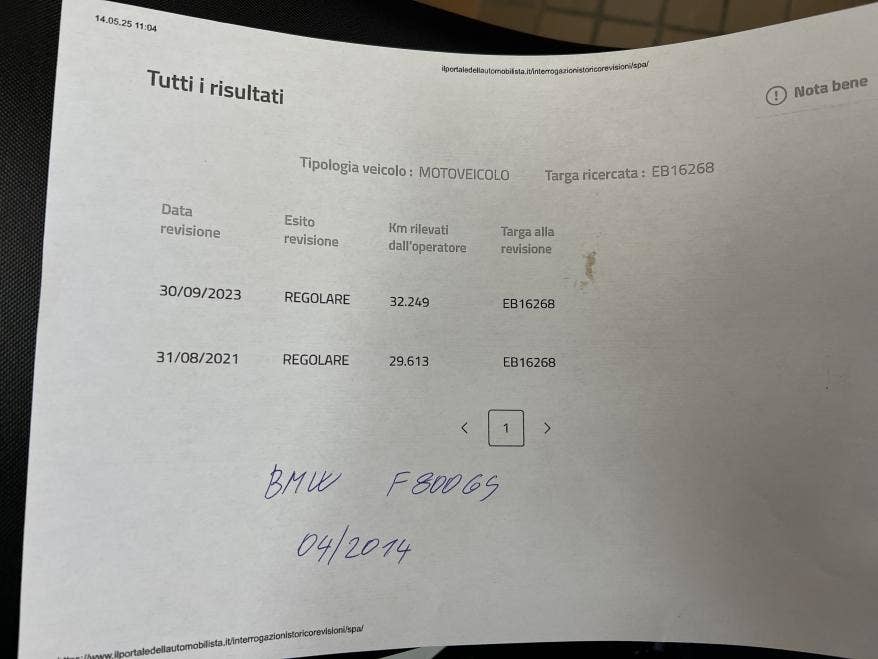 14.05.25 11:04
ilportaledellautomobilista.it/interrogazionistoricorevisioni/spa/
Tutti i risultati
! Nota bene
Tipologia veicolo : MOTOVEICOLO Targa ricercata : EB16268
Data revisione Esito revisione Km rilevati dall'operatore Targa alla revisione
30/09/2023 REGOLARE 32.249 EB16268
31/08/2021 REGOLARE 29.613 EB16268
< 1 >
BMW F800GS
04/2014
https://www.ilportaledellautomobilista.it/interrogazionistoricorevisioni/spa/